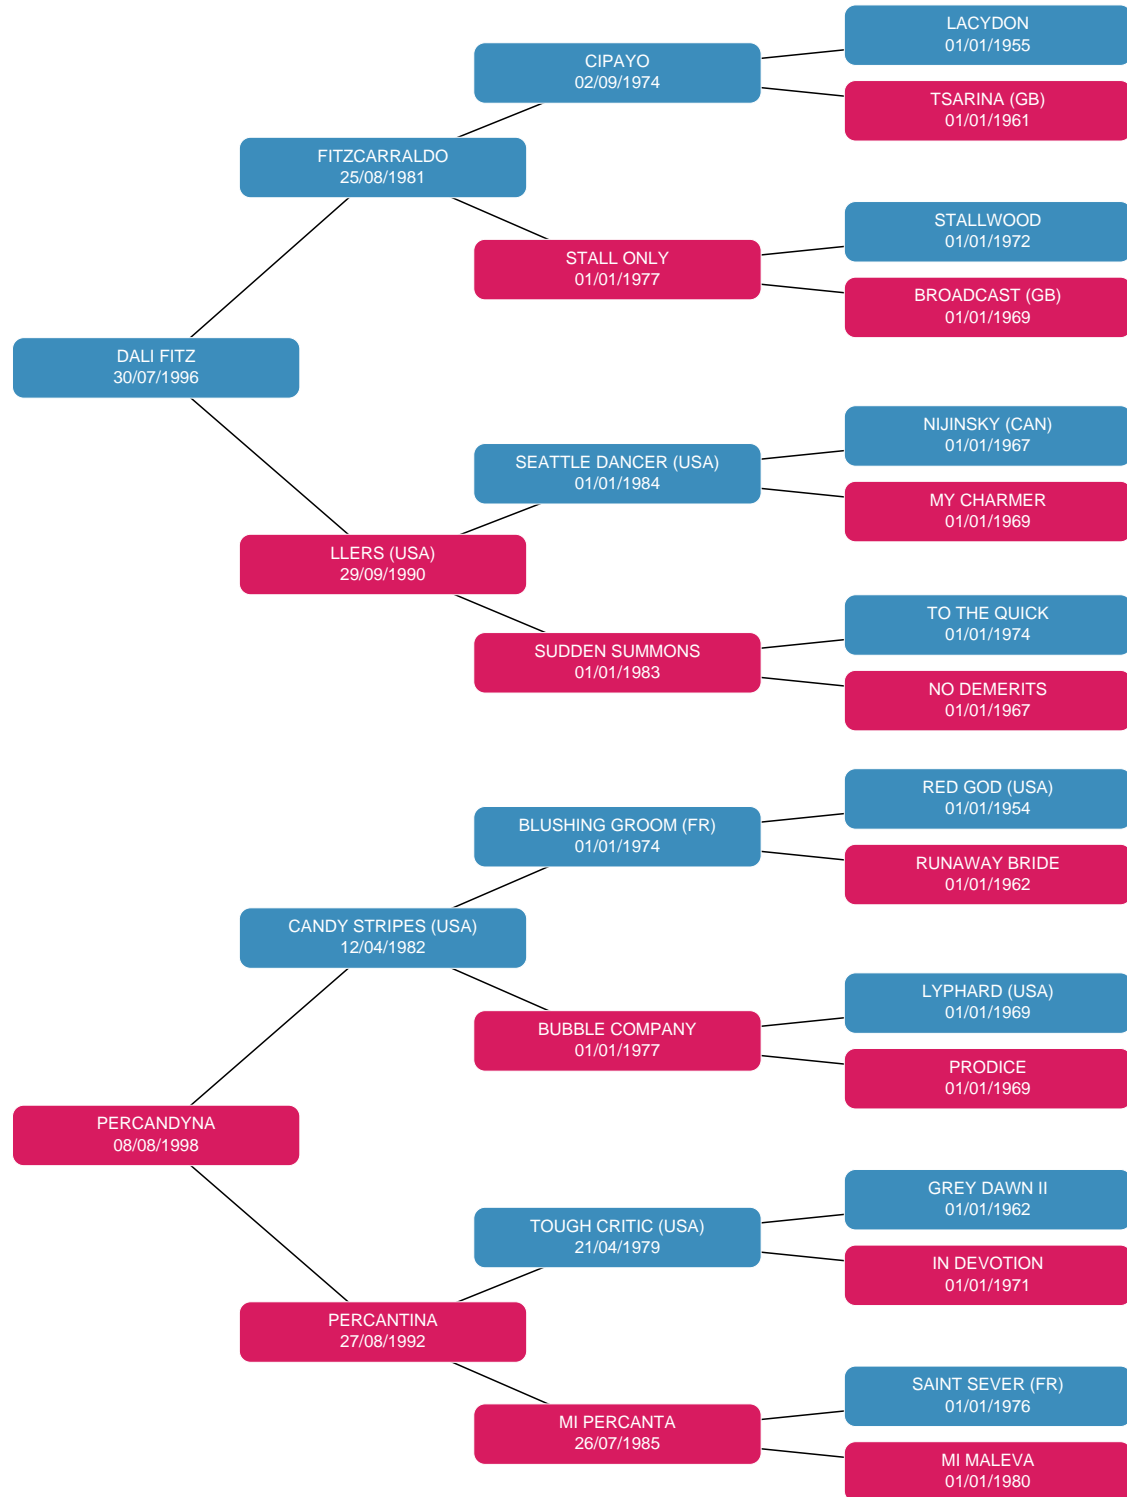 LACYDON
01/01/1955
CIPAYO
02/09/1974
TSARINA (GB)
01/01/1961
FITZCARRALDO
25/08/1981
STALLWOOD
01/01/1972
STALL ONLY
01/01/1977
BROADCAST (GB)
01/01/1969
DALI FITZ
30/07/1996
NIJINSKY (CAN)
01/01/1967
SEATTLE DANCER (USA)
01/01/1984
MY CHARMER
01/01/1969
LLERS (USA)
29/09/1990
TO THE QUICK
01/01/1974
SUDDEN SUMMONS
01/01/1983
NO DEMERITS
01/01/1967
RED GOD (USA)
01/01/1954
BLUSHING GROOM (FR)
01/01/1974
RUNAWAY BRIDE
01/01/1962
CANDY STRIPES (USA)
12/04/1982
LYPHARD (USA)
01/01/1969
BUBBLE COMPANY
01/01/1977
PRODICE
01/01/1969
PERCANDYNA
08/08/1998
GREY DAWN II
01/01/1962
TOUGH CRITIC (USA)
21/04/1979
IN DEVOTION
01/01/1971
PERCANTINA
27/08/1992
SAINT SEVER (FR)
01/01/1976
MI PERCANTA
26/07/1985
MI MALEVA
01/01/1980